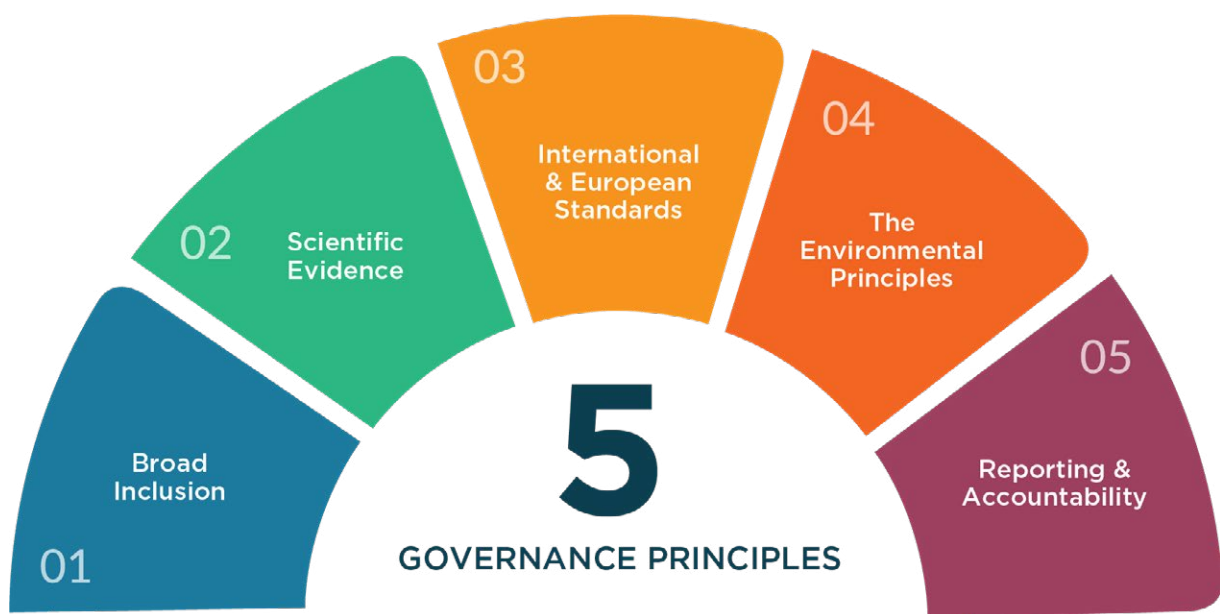 01
Broad
Inclusion
02
Scientific
Evidence
03
International
& European
Standards
04
The
Environmental
Principles
05
Reporting &
Accountability
5
GOVERNANCE PRINCIPLES